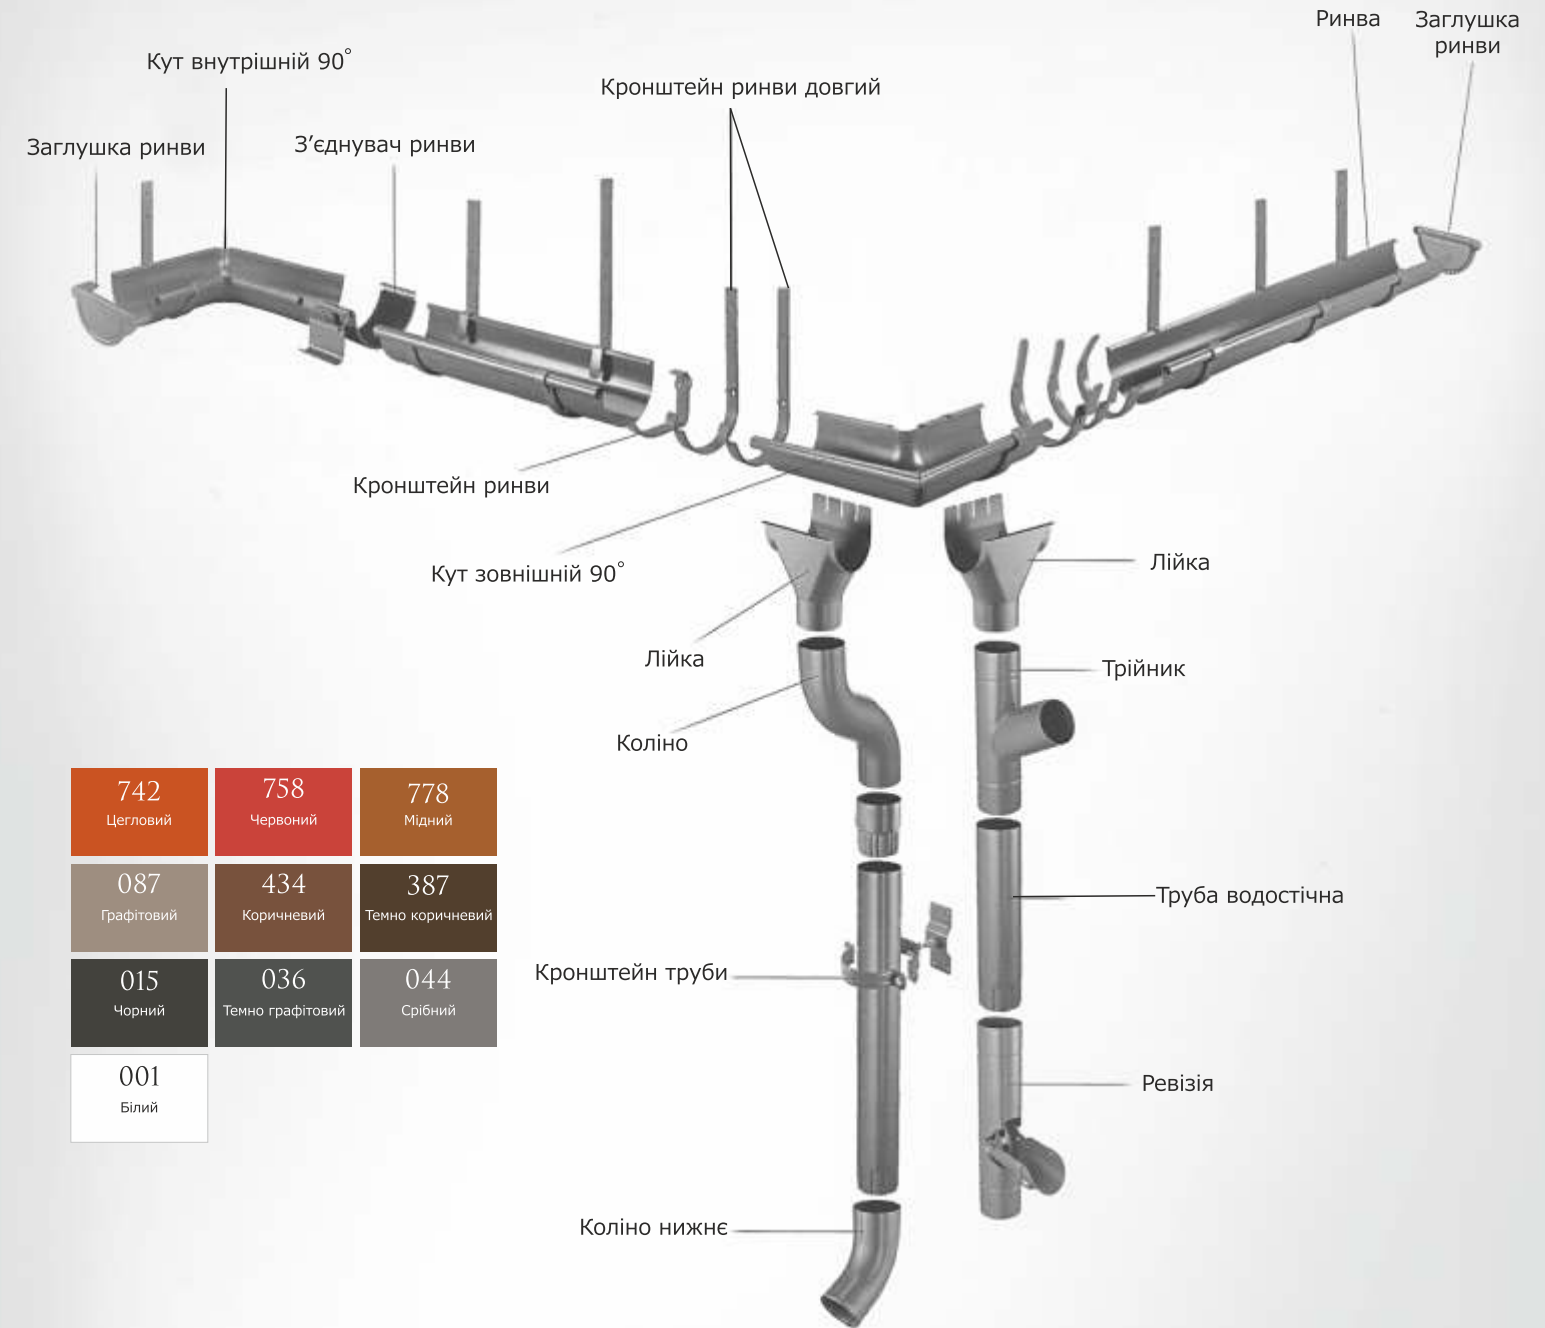 Ринва
Заглушка
ринви
Кут внутрішній 90°
Кронштейн ринви довгий
Заглушка ринви
З’єднувач ринви
Кронштейн ринви
Кут зовнішній 90°
Лійка
Лійка
Трійник
Коліно
742
Цегловий
758
Червоний
778
Мідний
087
Графітовий
434
Коричневий
387
Темно коричневий
015
Чорний
036
Темно графітовий
044
Срібний
001
Білий
Труба водостічна
Кронштейн труби
Ревізія
Коліно нижнє